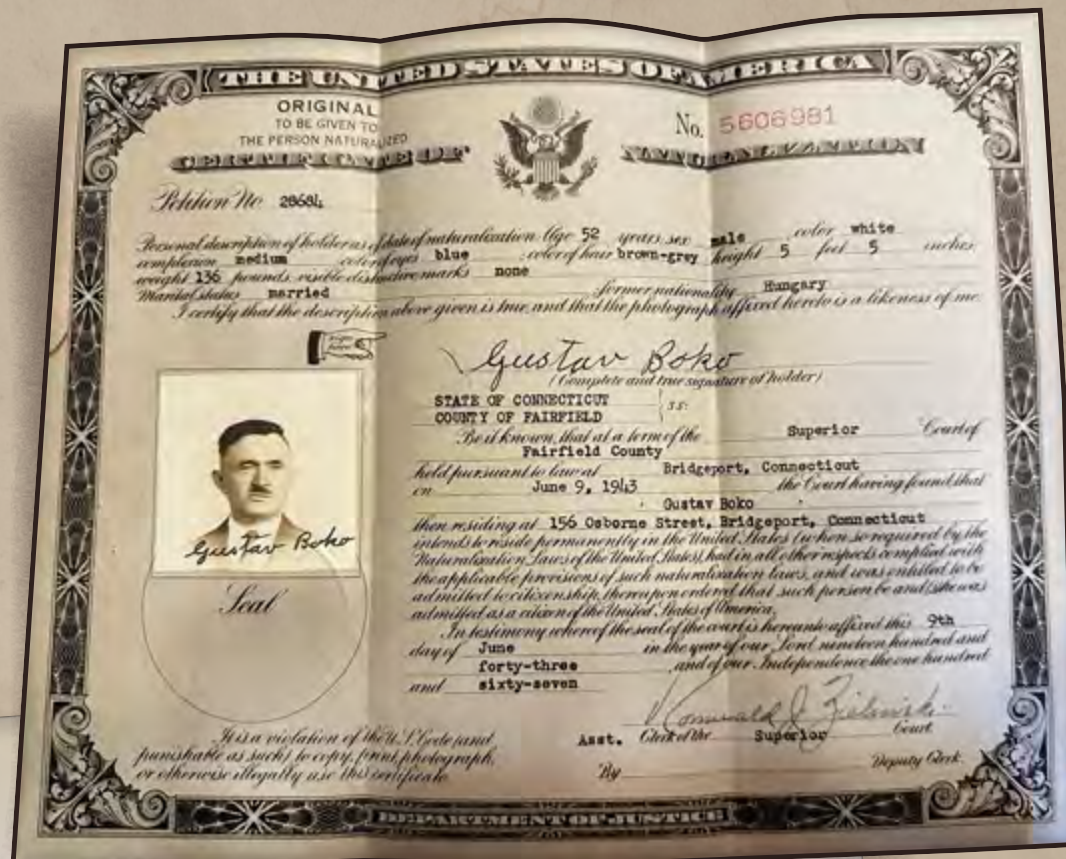 THE UNITED STATES OF AMERICA
ORIGINAL
TO BE GIVEN TO
THE PERSON NATURALIZED
No. 5606981
CERTIFICATE OF NATURALIZATION
Petition No 28684
Personal description of holder as of date of naturalization: Age 52 years, sex male color white
complexion medium color of eyes blue color of hair brown-grey height 5 feet 5 inches
weight 136 pounds, visible distinctive marks none
Marital status married former nationality Hungary
I certify that the description above given is true, and that the photograph affixed hereto is a likeness of me.
Gustav Boko
(Complete and true signature of holder)
STATE OF CONNECTICUT
COUNTY OF FAIRFIELD
ss:
Be it known, that at a term of the Superior Court of
Fairfield County
held pursuant to law at Bridgeport, Connecticut
on June 9, 1943 the Court having found that
Gustav Boko
then residing at 156 Osborne Street, Bridgeport, Connecticut
intends to reside permanently in the United States (when so required by the
Naturalization Laws of the United States), had in all other respects complied with
the applicable provisions of such naturalization laws, and was entitled to be
admitted to citizenship, thereupon ordered that such person be and (s)he was
admitted as a citizen of the United States of America.
In testimony whereof the seal of the court is hereunto affixed this 9th
day of June in the year of our Lord nineteen hundred and
forty-three and of our Independence the one hundred
and sixty-seven
Gustav Boko
Seal
Romuald J. Zielinski
Asst. Clerk of the Superior Court
By Deputy Clerk.
It is a violation of the U.S. Code (and
punishable as such) to copy, print, photograph,
or otherwise illegally use this certificate.
DEPARTMENT OF JUSTICE